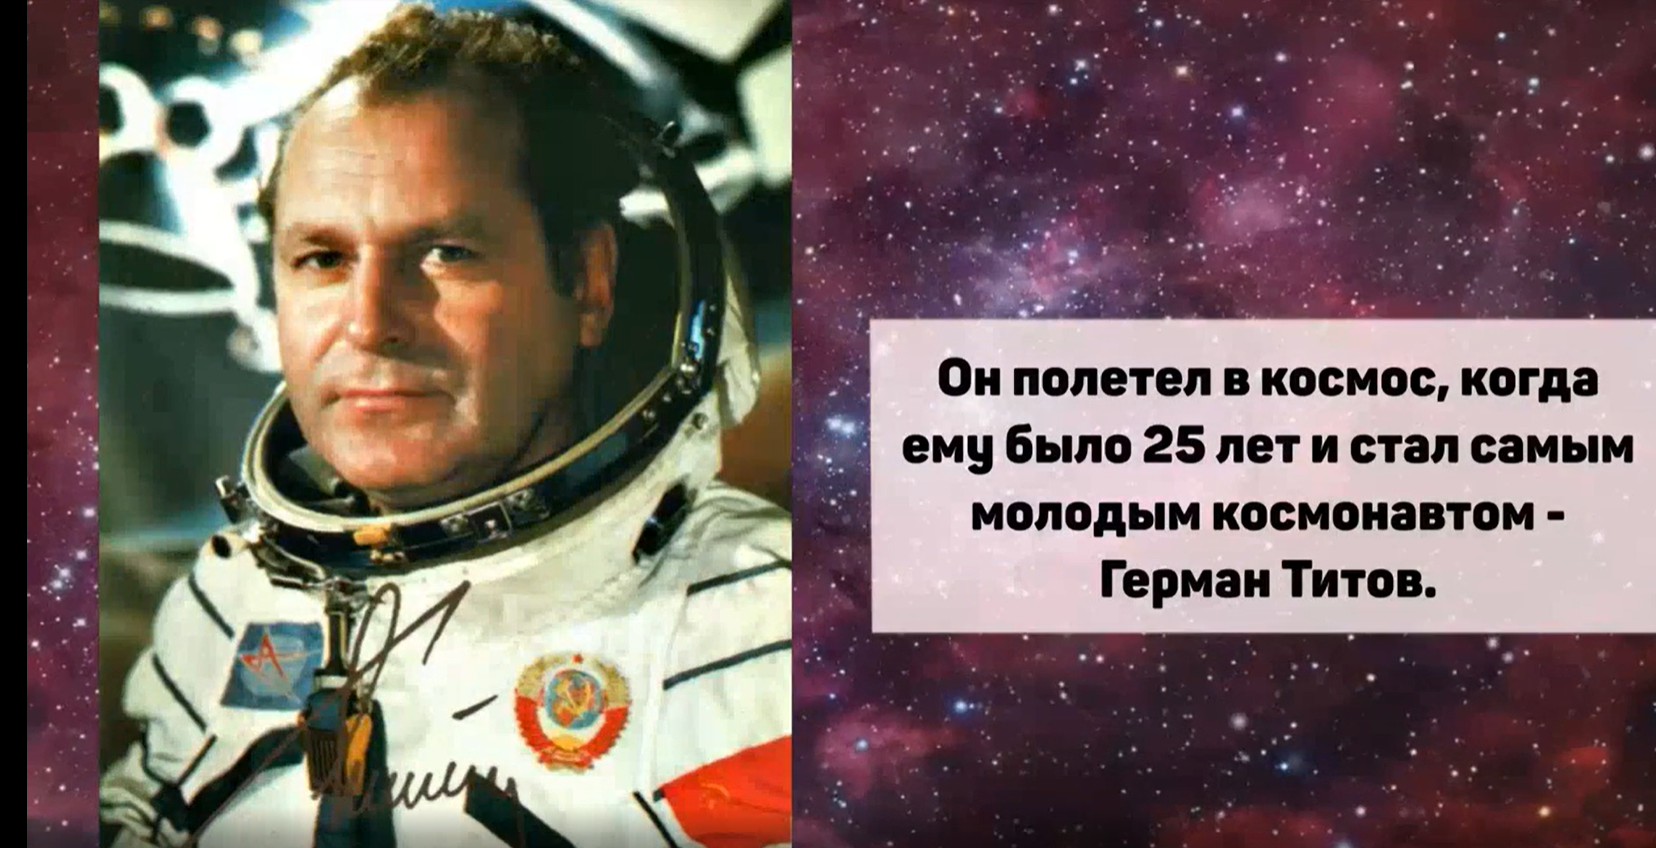 Он полетел в космос, когда
ему было 25 лет и стал самым
молодым космонавтом -
Герман Титов.